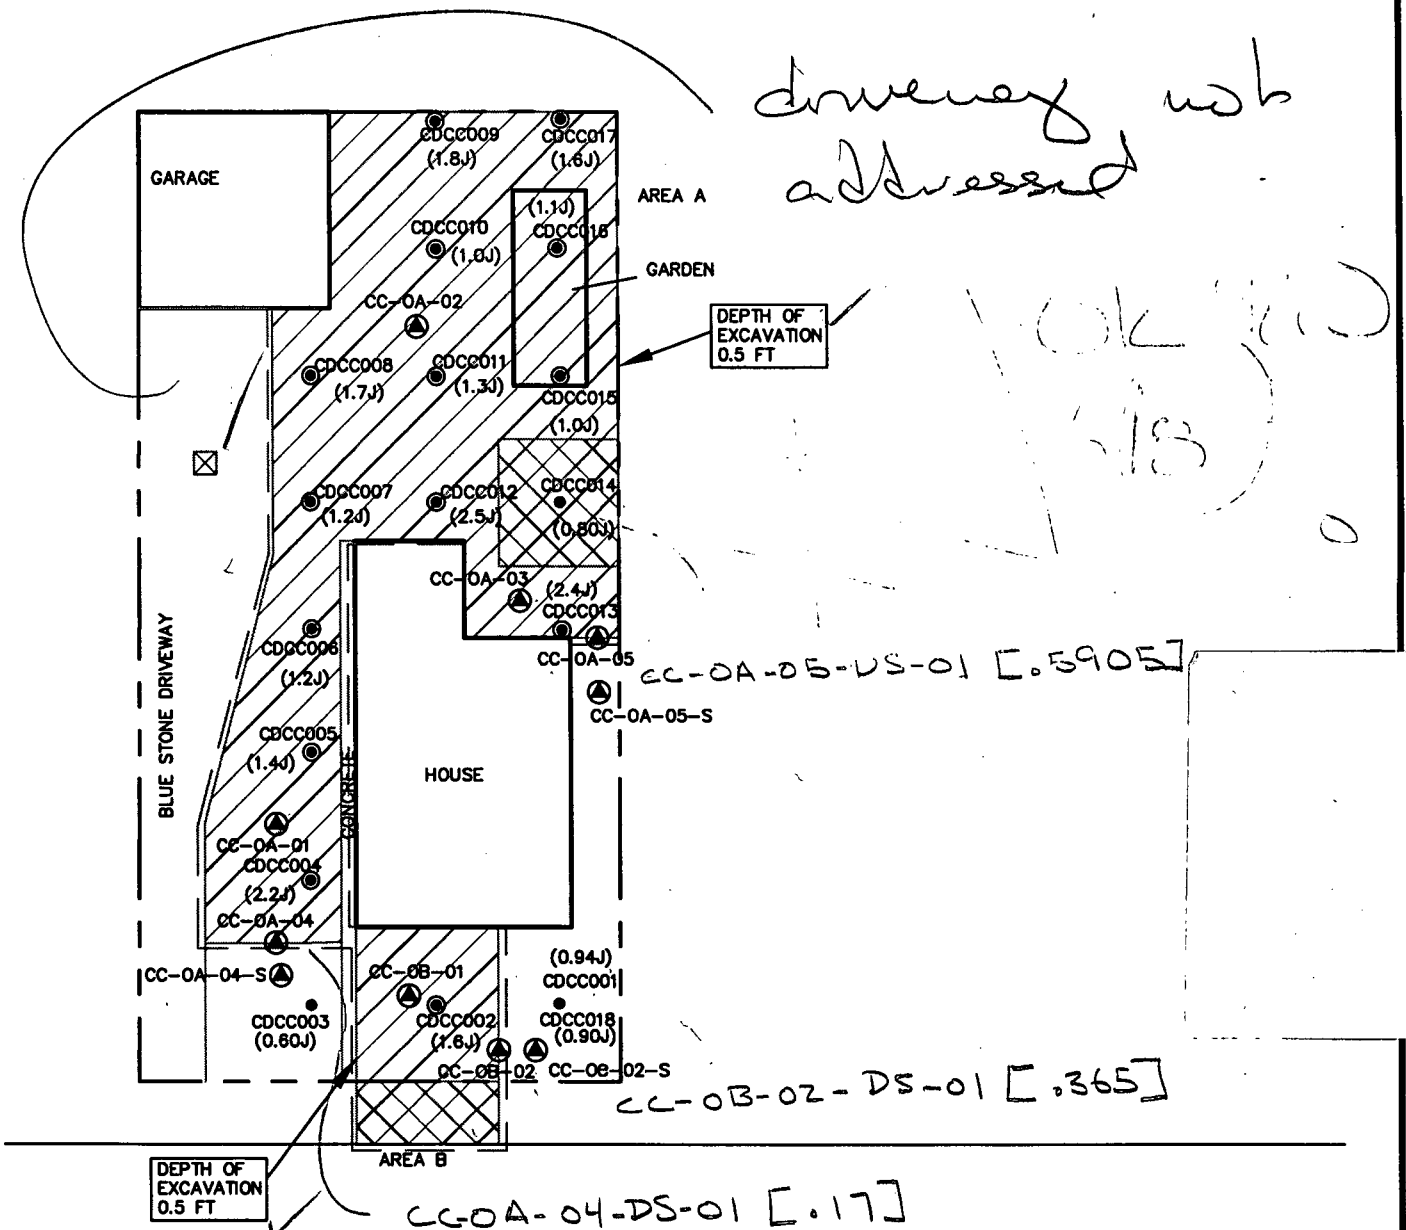 driveway not
addressed
CDCC009
(1.8J)
CDCC017
(1.6J)
GARAGE
AREA A
(1.1J)
CDCC010
(1.0J)
CDCC016
GARDEN
CC-0A-02
DEPTH OF
EXCAVATION
0.5 FT
CDCC008
(1.7J)
CDCC011
(1.3J)
CDCC015
(1.0J)
CDCC007
(1.2J)
CDCC012
(2.5J)
CDCC014
(0.80J)
CC-0A-03
(2.4J)
CDCC013
CDCC006
(1.2J)
CC-0A-05
CC-0A-05-US-01 [.5905]
CC-0A-05-S
BLUE STONE DRIVEWAY
CDCC005
(1.4J)
CONCRETE
HOUSE
CC-0A-01
CDCC004
(2.2J)
CC-0A-04
CC-0A-04-S
CC-0B-01
(0.94J)
CDCC001
CDCC003
(0.60J)
CDCC002
(1.6J)
CDCC018
(0.90J)
CC-0B-02
CC-0B-02-S
CC-0B-02-DS-01 [.365]
AREA B
DEPTH OF
EXCAVATION
0.5 FT
CC-0A-04-DS-01 [.17]